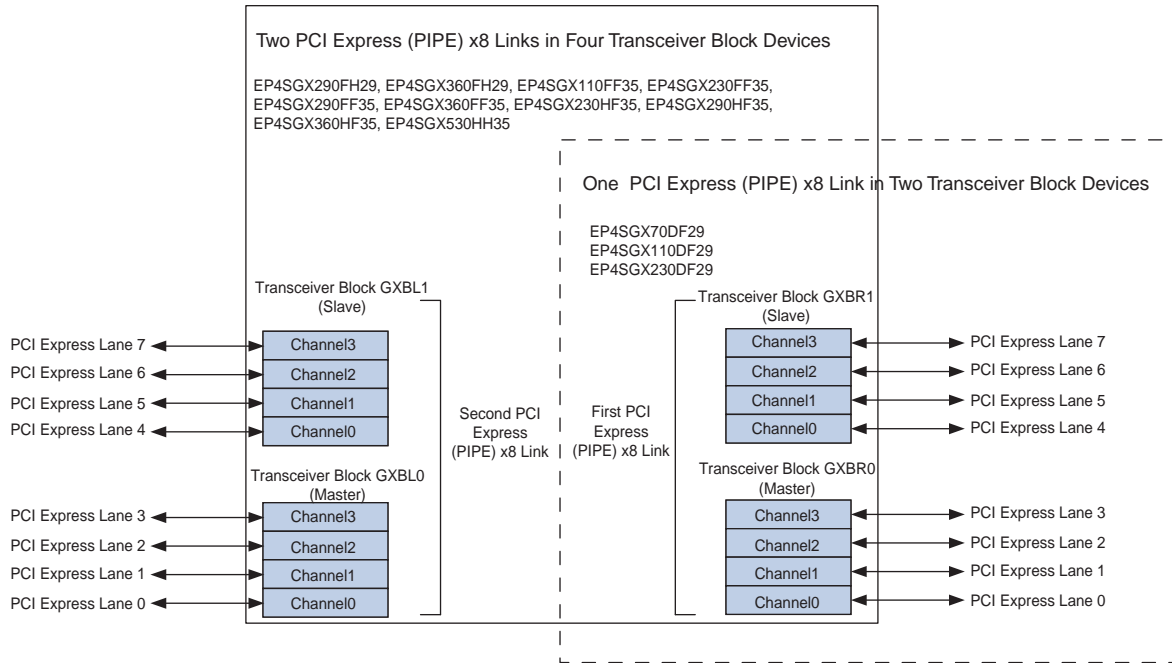 Two PCI Express (PIPE) x8 Links in Four Transceiver Block Devices
EP4SGX290FH29, EP4SGX360FH29, EP4SGX110FF35, EP4SGX230FF35,
EP4SGX290FF35, EP4SGX360FF35, EP4SGX230HF35, EP4SGX290HF35,
EP4SGX360HF35, EP4SGX530HH35
One PCI Express (PIPE) x8 Link in Two Transceiver Block Devices
EP4SGX70DF29
EP4SGX110DF29
EP4SGX230DF29
Transceiver Block GXBL1
(Slave)
PCI Express Lane 7
Channel3
PCI Express Lane 6
Channel2
PCI Express Lane 5
Channel1
PCI Express Lane 4
Channel0
Transceiver Block GXBL0
(Master)
PCI Express Lane 3
Channel3
PCI Express Lane 2
Channel2
PCI Express Lane 1
Channel1
PCI Express Lane 0
Channel0
Second PCI
Express
(PIPE) x8 Link
First PCI
Express
(PIPE) x8 Link
Transceiver Block GXBR1
(Slave)
Channel3
PCI Express Lane 7
Channel2
PCI Express Lane 6
Channel1
PCI Express Lane 5
Channel0
PCI Express Lane 4
Transceiver Block GXBR0
(Master)
Channel3
PCI Express Lane 3
Channel2
PCI Express Lane 2
Channel1
PCI Express Lane 1
Channel0
PCI Express Lane 0